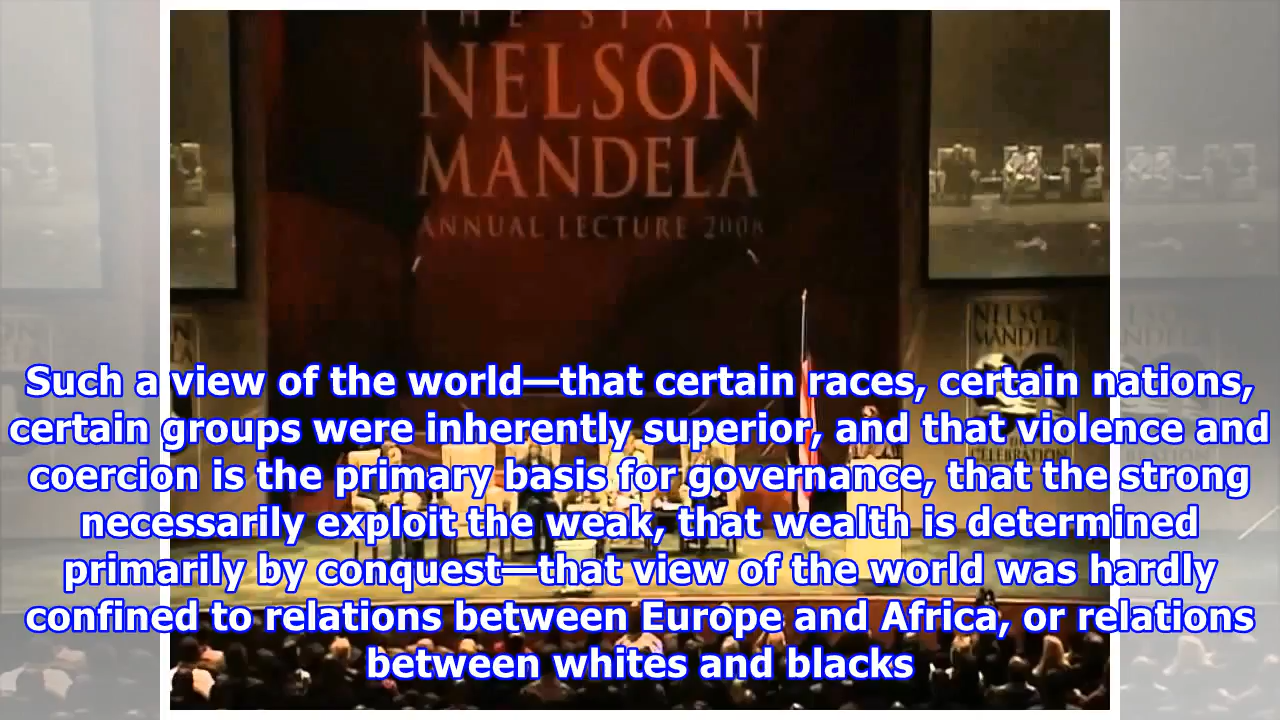 THE SIXTH
NELSON
MANDELA
ANNUAL LECTURE 2008
NELSON
MANDELA
CELEBRATION
Such a view of the world—that certain races, certain nations,
certain groups were inherently superior, and that violence and
coercion is the primary basis for governance, that the strong
necessarily exploit the weak, that wealth is determined
primarily by conquest—that view of the world was hardly
confined to relations between Europe and Africa, or relations
between whites and blacks